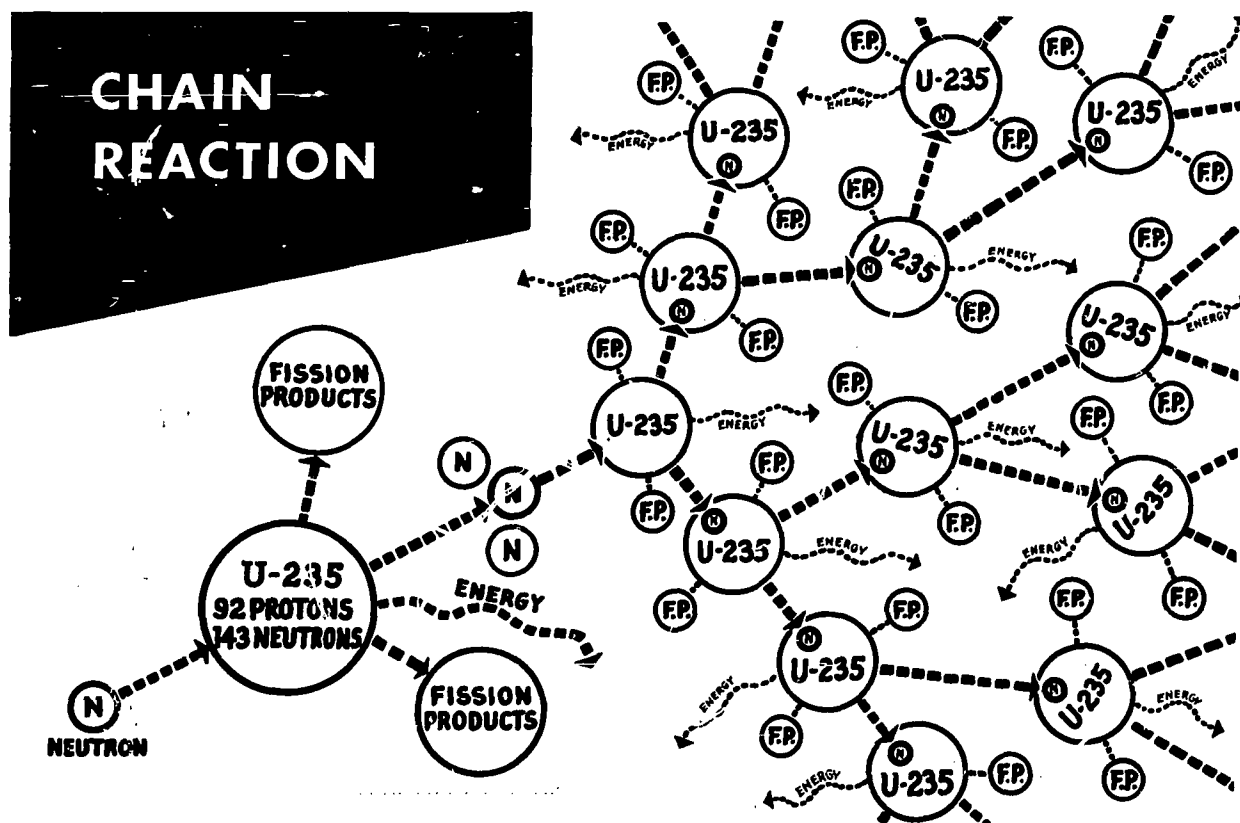 CHAIN
REACTION
N
NEUTRON
U-235
92 PROTONS
143 NEUTRONS
FISSION
PRODUCTS
FISSION
PRODUCTS
ENERGY
N
N
N
F.P.
U-235
ENERGY
F.P.
F.P.
U-235
ENERGY
N
F.P.
F.P.
U-235
ENERGY
N
F.P.
F.P.
ENERGY
U-235
N
F.P.
F.P.
ENERGY
U-235
N
F.P.
F.P.
U-235
N
ENERGY
F.P.
F.P.
U-235
N
ENERGY
F.P.
F.P.
U-235
N
ENERGY
F.P.
F.P.
N
U-235
ENERGY
F.P.
F.P.
N
U-235
ENERGY
F.P.
F.P.
N
U-235
ENERGY
F.P.
F.P.
N
U-235
ENERGY
F.P.
N
U-235
F.P.
ENERGY